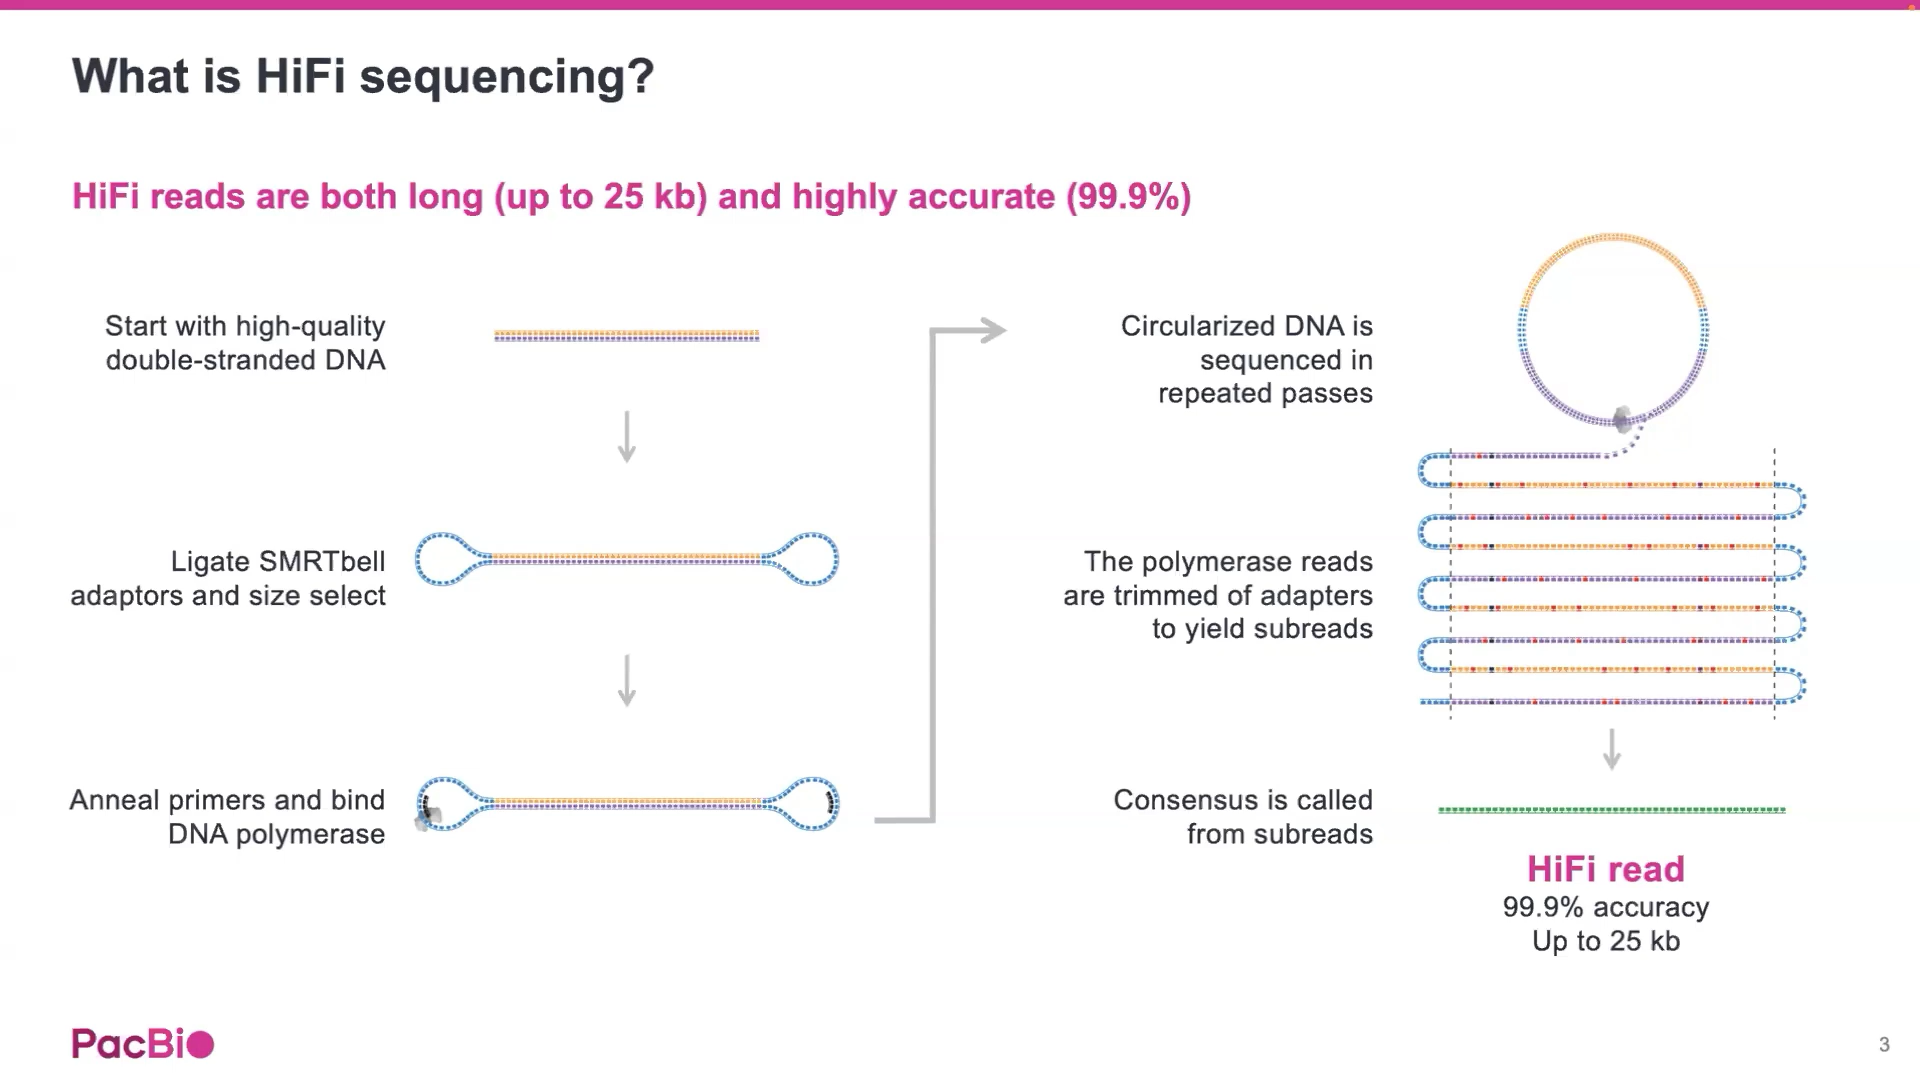 What is HiFi sequencing?
HiFi reads are both long (up to 25 kb) and highly accurate (99.9%)
Start with high-quality
double-stranded DNA
Ligate SMRTbell
adaptors and size select
Anneal primers and bind
DNA polymerase
Circularized DNA is
sequenced in
repeated passes
The polymerase reads
are trimmed of adapters
to yield subreads
Consensus is called
from subreads
HiFi read
99.9% accuracy
Up to 25 kb
PacBio
3